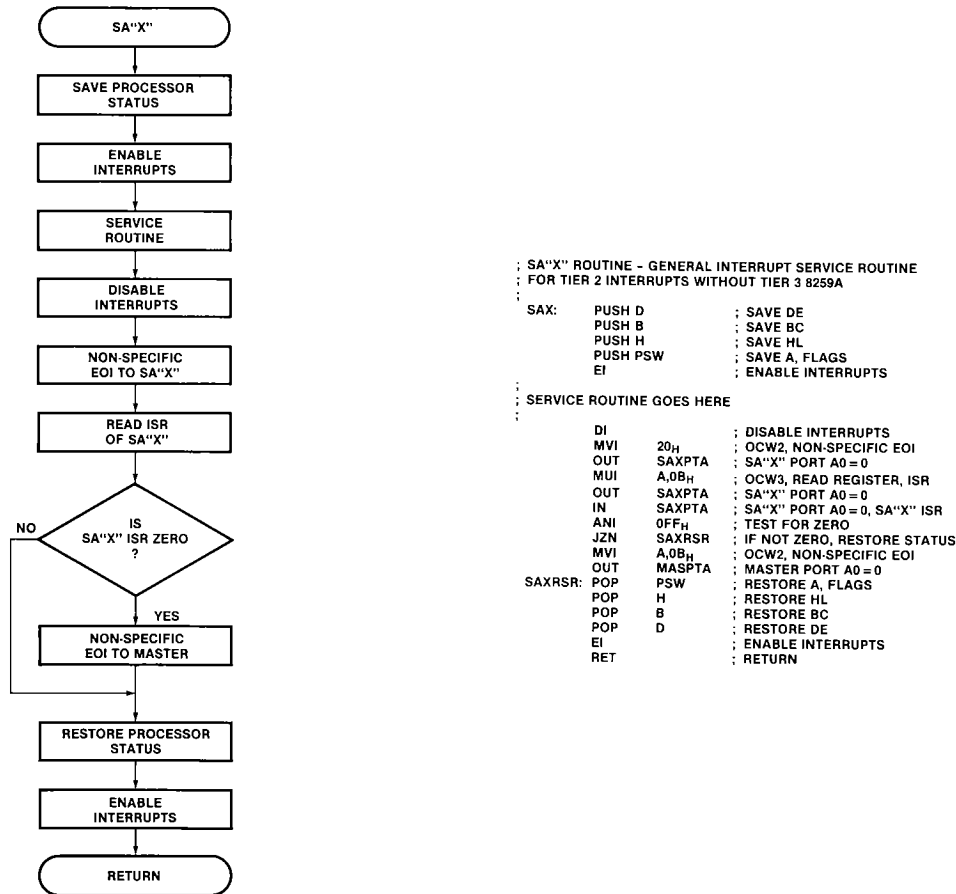 SA“X”
SAVE PROCESSOR
STATUS
ENABLE
INTERRUPTS
SERVICE
ROUTINE
DISABLE
INTERRUPTS
NON-SPECIFIC
EOI TO SA“X”
READ ISR
OF SA“X”
IS
SA“X” ISR ZERO
?
NO
YES
NON-SPECIFIC
EOI TO MASTER
RESTORE PROCESSOR
STATUS
ENABLE
INTERRUPTS
RETURN
; SA“X” ROUTINE – GENERAL INTERRUPT SERVICE ROUTINE
; FOR TIER 2 INTERRUPTS WITHOUT TIER 3 8259A
;
SAX: PUSH D ; SAVE DE
PUSH B ; SAVE BC
PUSH H ; SAVE HL
PUSH PSW ; SAVE A, FLAGS
EI ; ENABLE INTERRUPTS
;
; SERVICE ROUTINE GOES HERE
;
DI ; DISABLE INTERRUPTS
MVI 20H ; OCW2, NON-SPECIFIC EOI
OUT SAXPTA ; SA“X” PORT A0=0
MUI A,0BH ; OCW3, READ REGISTER, ISR
OUT SAXPTA ; SA“X” PORT A0=0
IN SAXPTA ; SA“X” PORT A0=0, SA“X” ISR
ANI 0FFH ; TEST FOR ZERO
JZN SAXRSR ; IF NOT ZERO, RESTORE STATUS
MVI A,0BH ; OCW2, NON-SPECIFIC EOI
OUT MASPTA ; MASTER PORT A0=0
SAXRSR: POP PSW ; RESTORE A, FLAGS
POP H ; RESTORE HL
POP B ; RESTORE BC
POP D ; RESTORE DE
EI ; ENABLE INTERRUPTS
RET ; RETURN